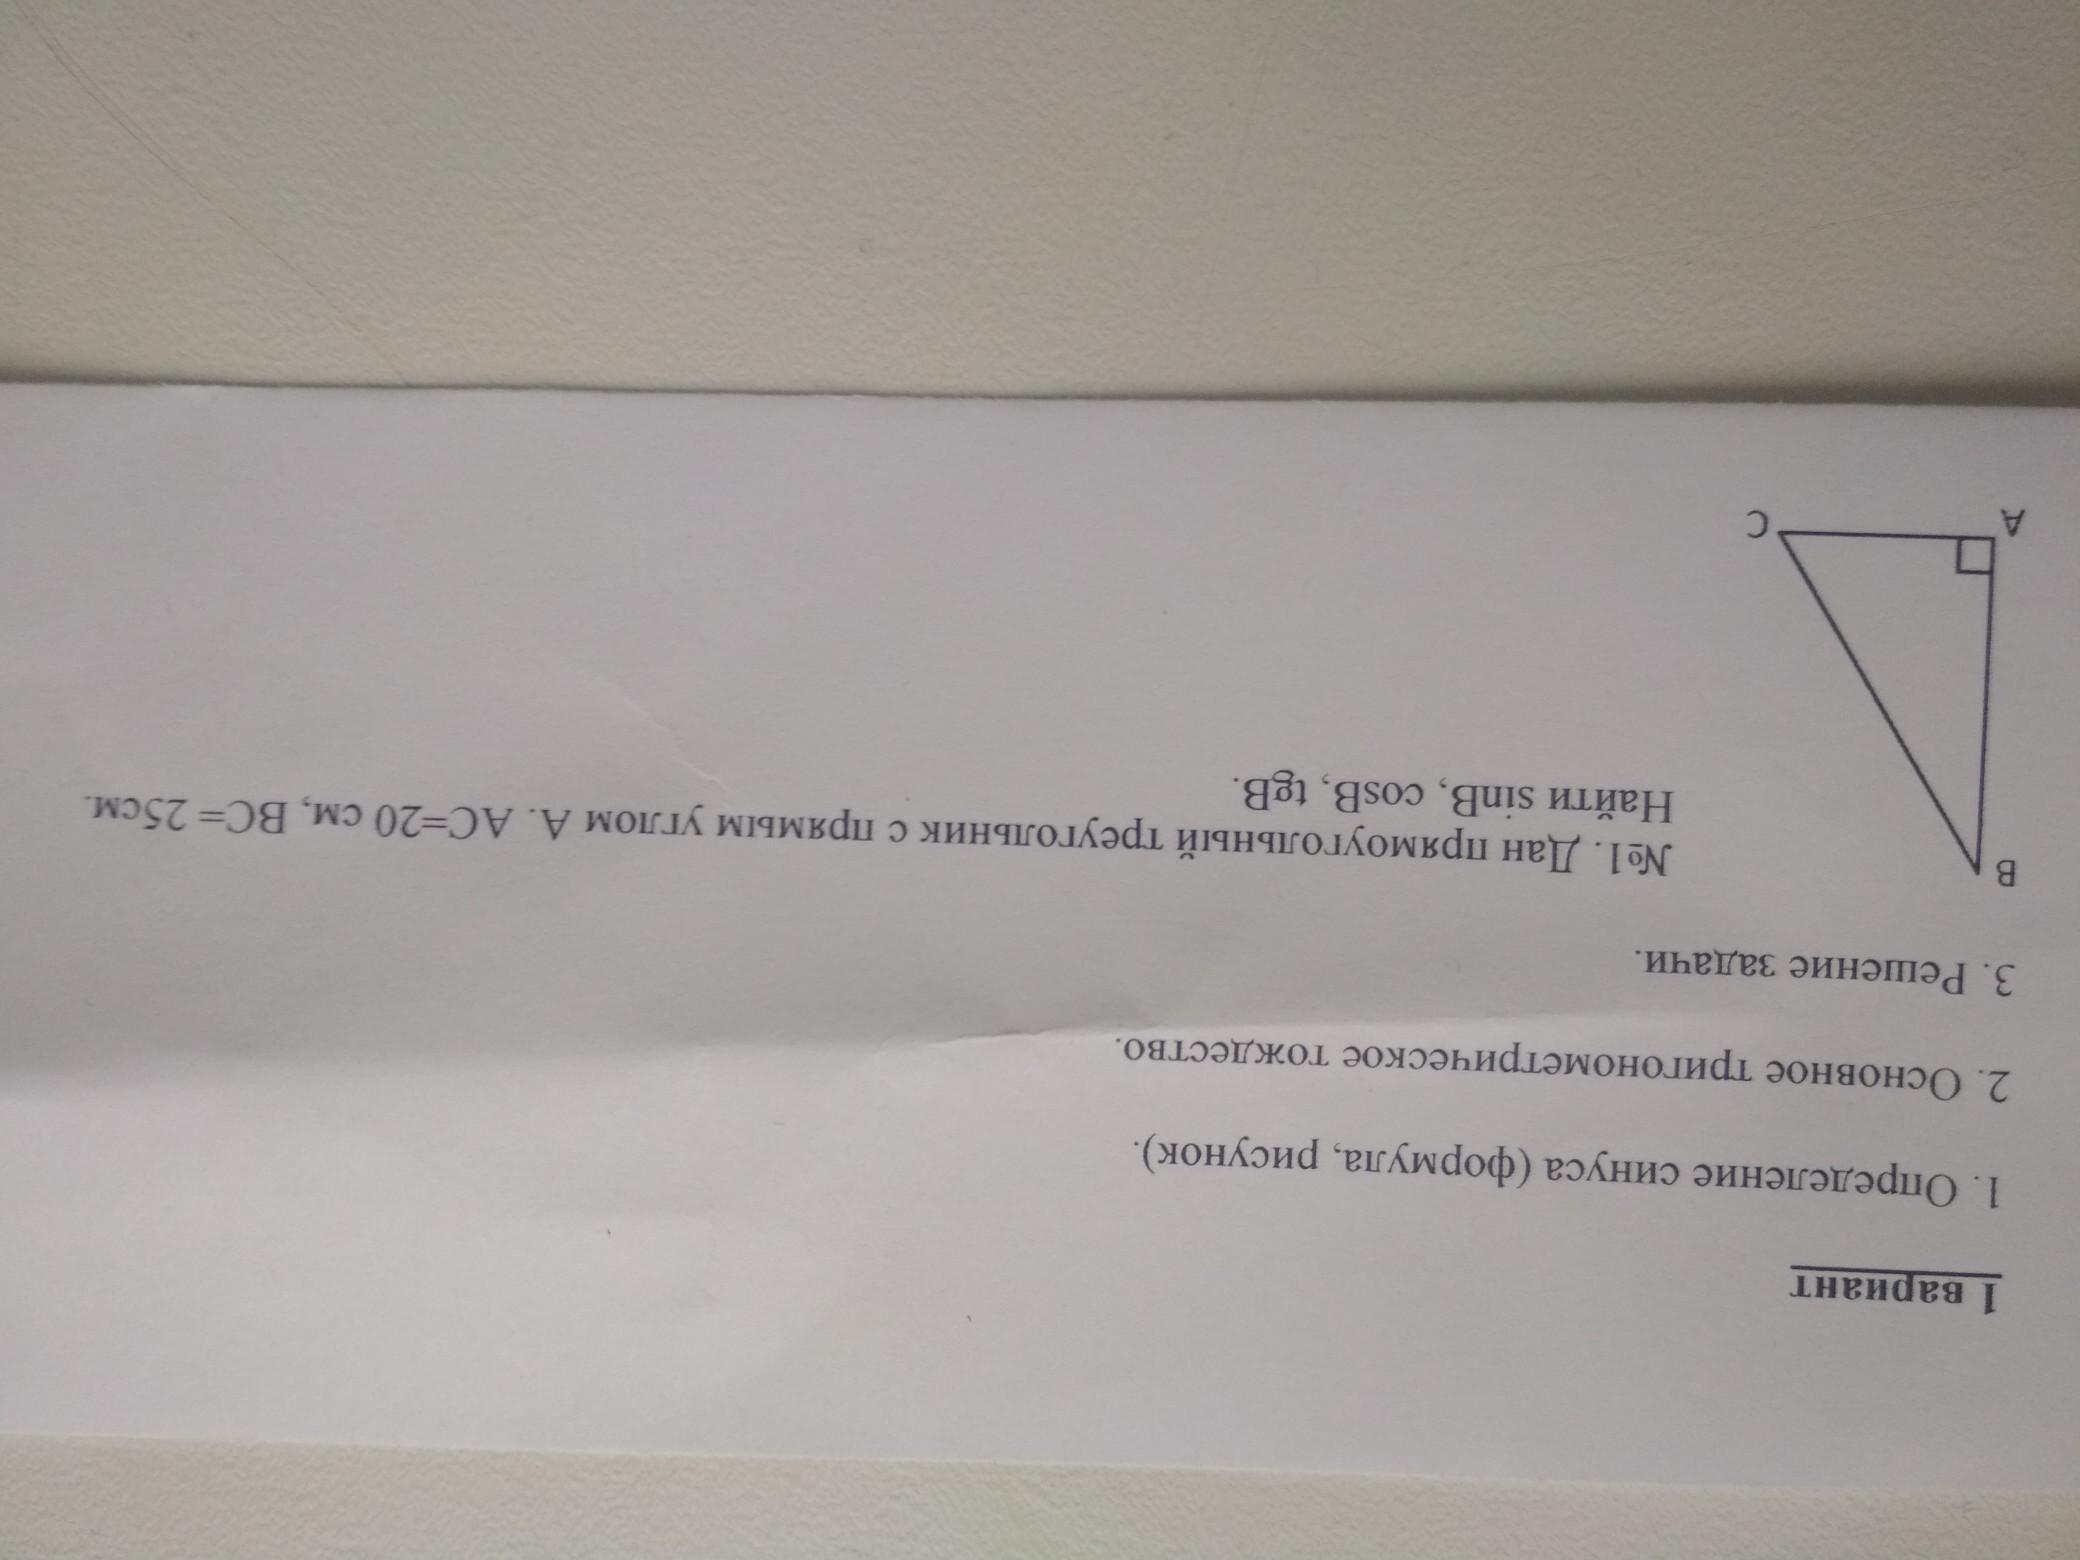 1 вариант
1. Определение синуса (формула, рисунок).
2. Основное тригонометрическое тождество.
3. Решение задачи.
№1. Дан прямоугольный треугольник с прямым углом А. АС=20 см, ВС= 25см.
Найти sinB, cosB, tgB.
B
A
C